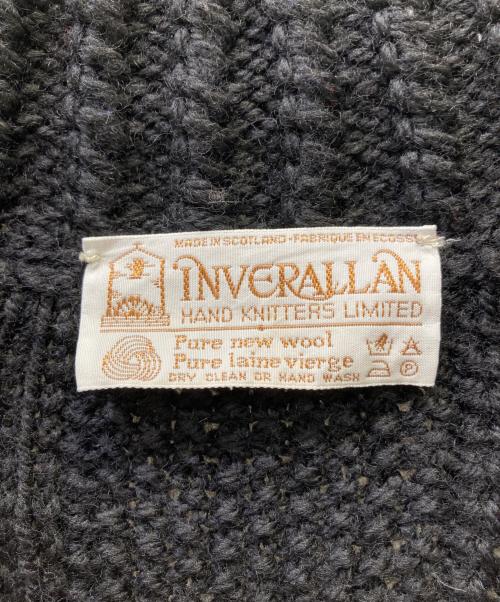 MADE IN SCOTLAND - FABRIQUE EN ECOSSE
INVERALLAN
HAND KNITTERS LIMITED
Pure new wool
Pure laine vierge
DRY CLEAN OR HAND WASH
P